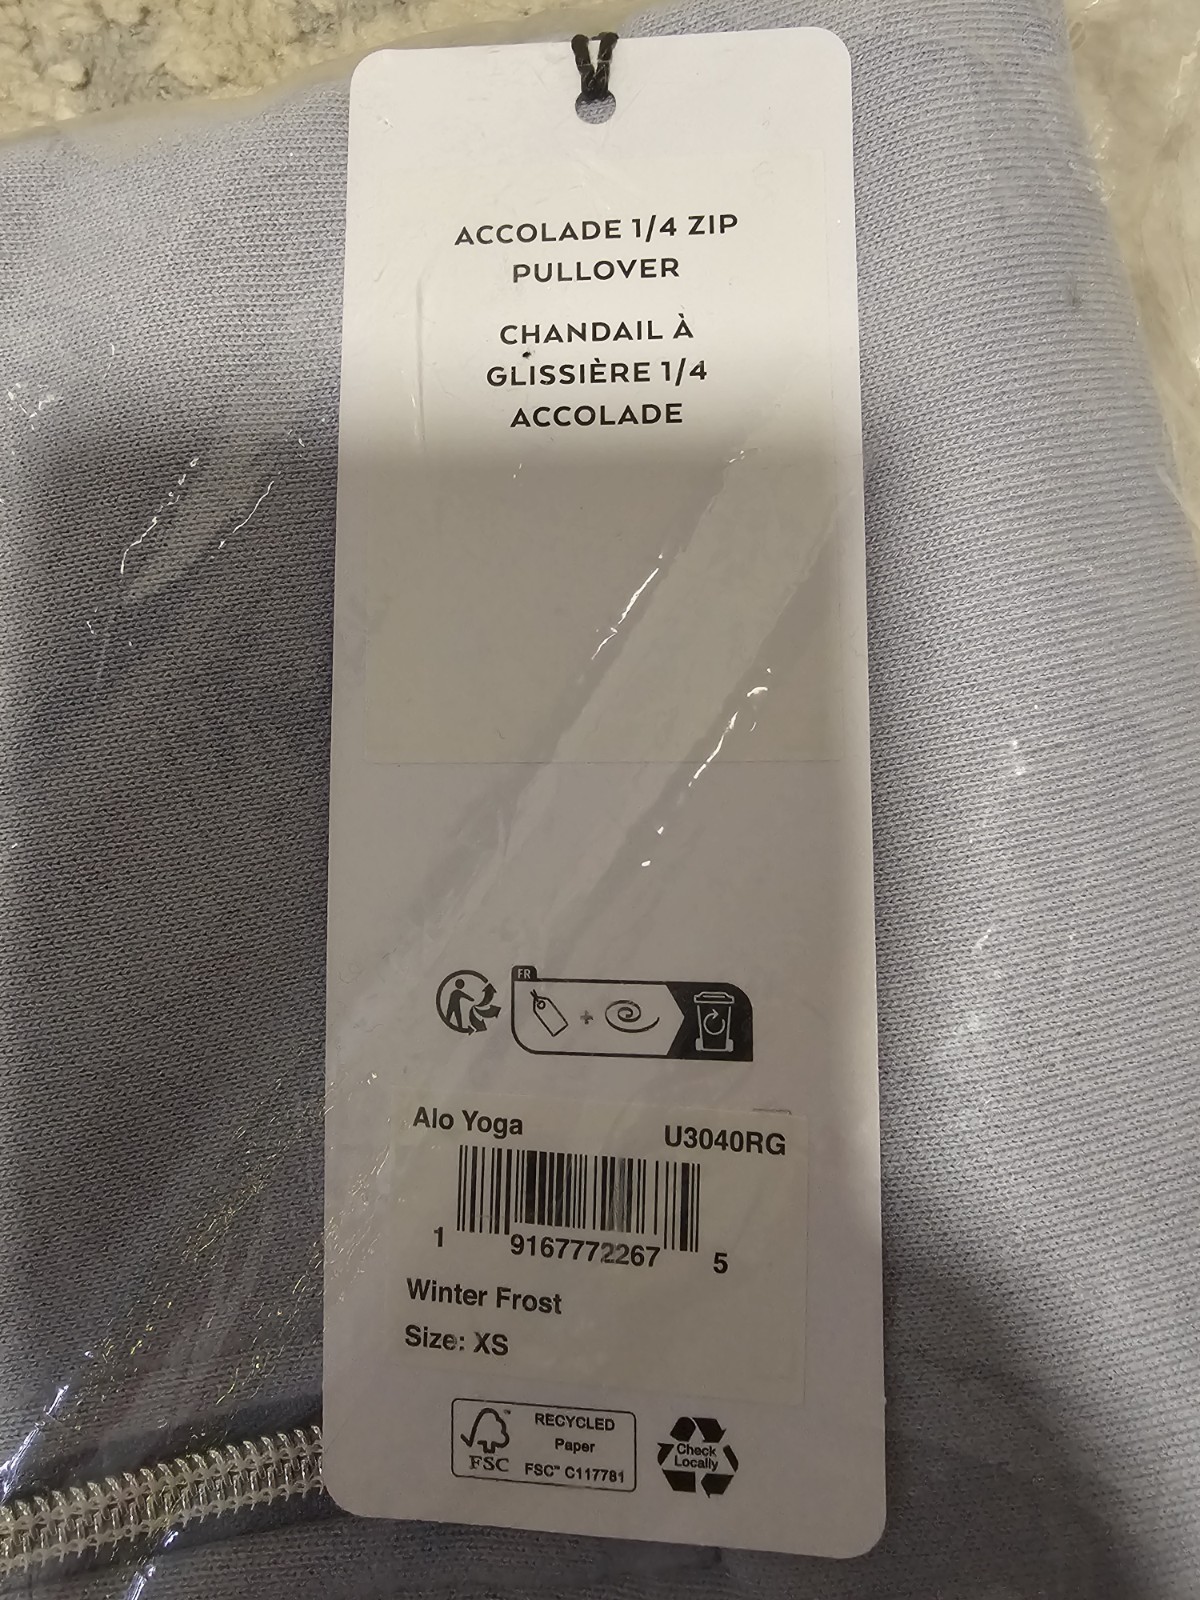 ACCOLADE 1/4 ZIP
PULLOVER
CHANDAIL À
GLISSIÈRE 1/4
ACCOLADE
FR
Alo Yoga
U3040RG
1 9167772267 5
Winter Frost
Size: XS
RECYCLED
Paper
FSC™ C117781
FSC
Check
Locally